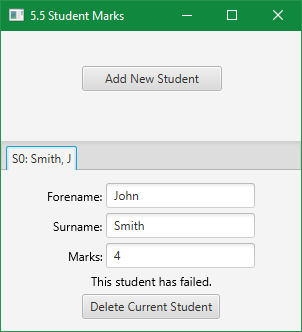 5.5 Student Marks
Add New Student
S0: Smith, J
Forename: John
Surname: Smith
Marks: 4
This student has failed.
Delete Current Student